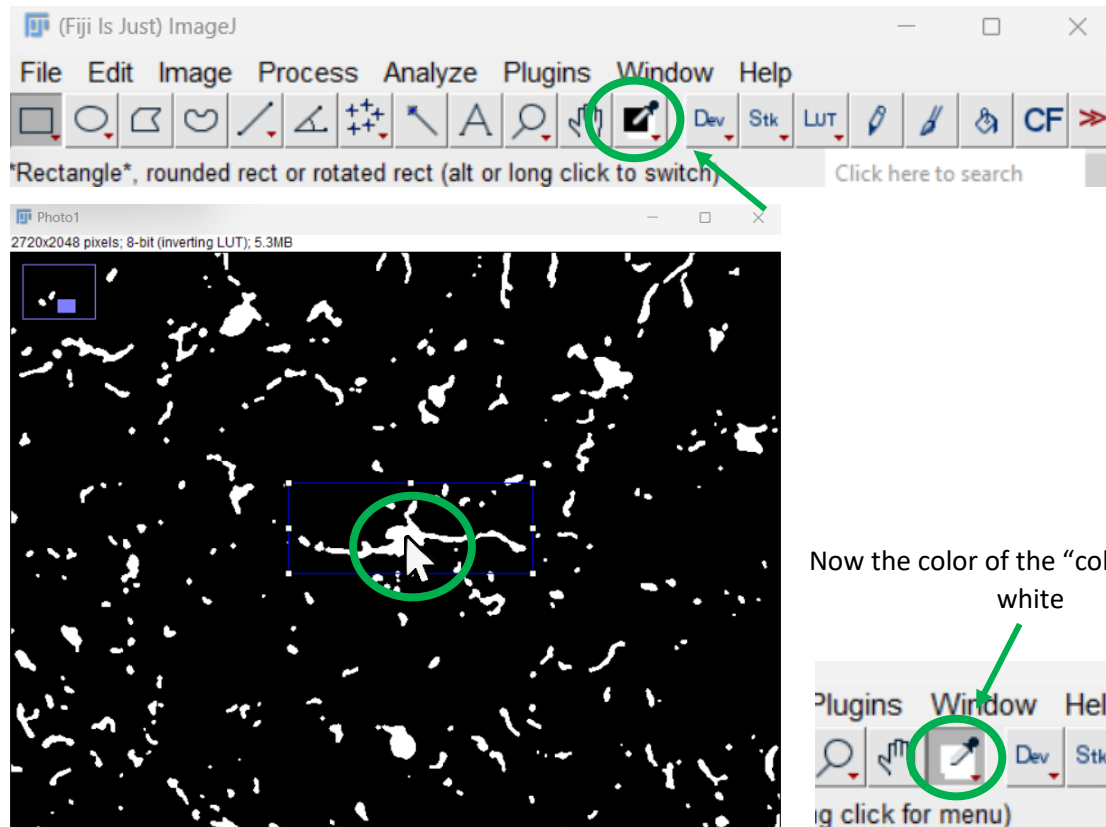 (Fiji Is Just) ImageJ
File Edit Image Process Analyze Plugins Window Help
A Dev Stk LUT CF >>
*Rectangle*, rounded rect or rotated rect (alt or long click to switch) Click here to search
Photo1
2720x2048 pixels; 8-bit (inverting LUT); 5.3MB
Now the color of the “col
white
Plugins Window Hel
Dev Stk
ng click for menu)